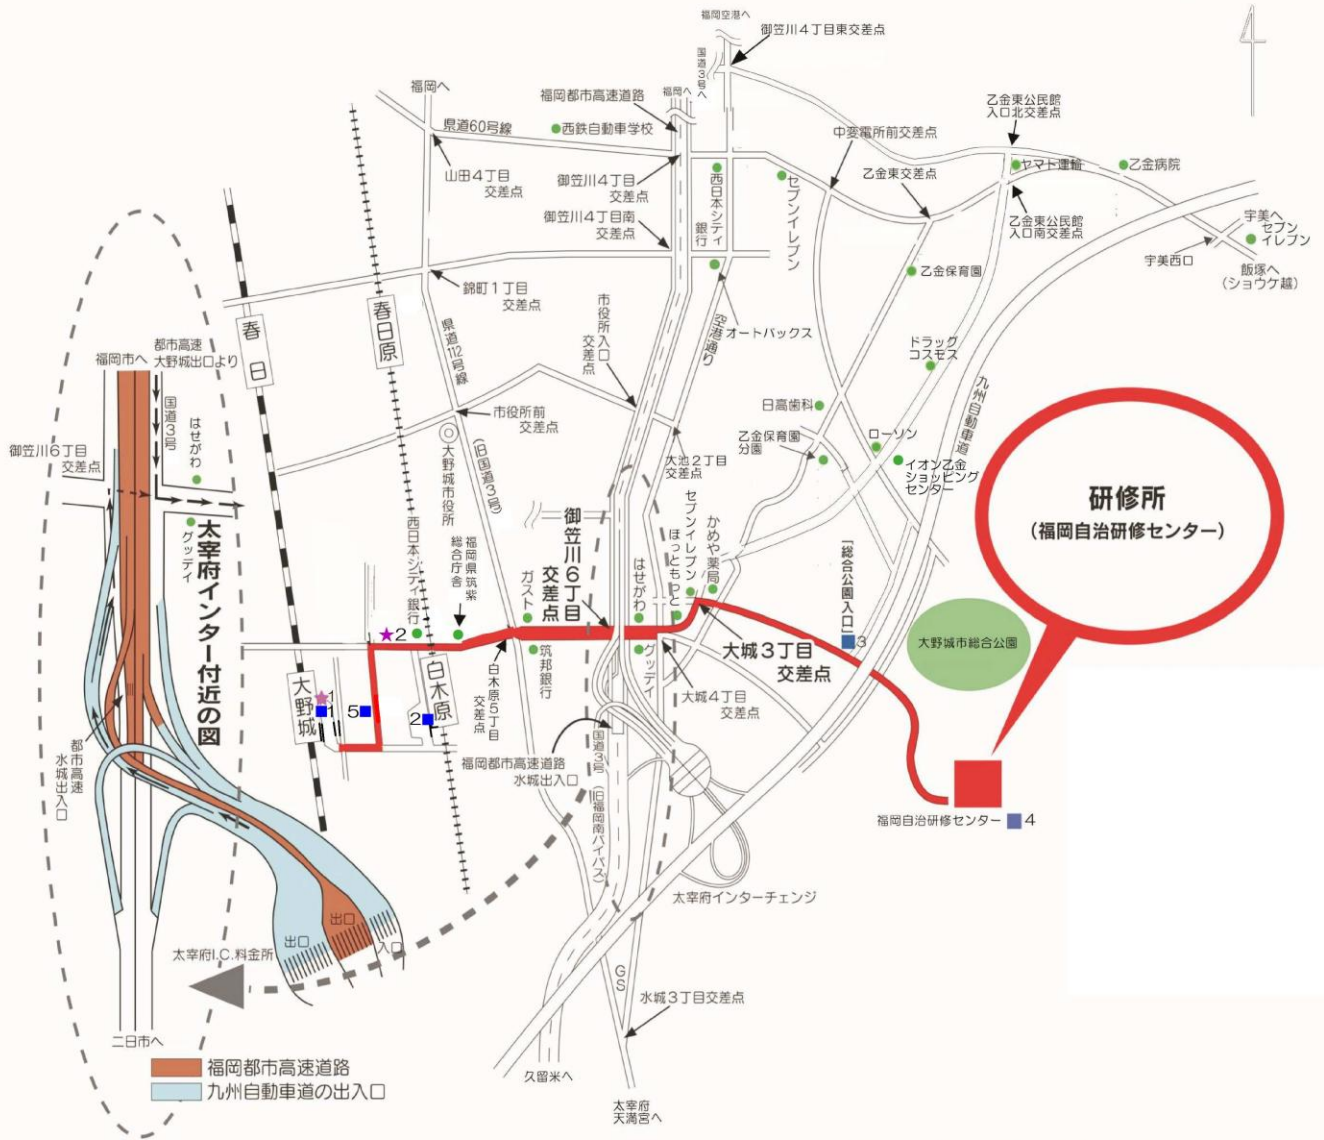 福岡空港へ
御笠川4丁目東交差点
国道3号へ
福岡へ
福岡へ
福岡都市高速道路
県道60号線
西鉄自動車学校
山田4丁目
交差点
御笠川4丁目
交差点
御笠川4丁目南
交差点
西日本シティ
銀行
セブンイレブン
中変電所前交差点
乙金東交差点
乙金東公民館
入口北交差点
ヤマト運輸
乙金病院
乙金東公民館
入口南交差点
宇美へ
セブン
イレブン
宇美西口
飯塚へ
(ショウケ越)
乙金保育園
錦町1丁目
交差点
春日
春日原
県道112号線
市役所入口
交差点
空港通り
オートバックス
ドラッグ
コスモス
九州自動車道
福岡市へ
都市高速
大野城出口より
国道3号
はせがわ
御笠川6丁目
交差点
グッデイ
太宰府インター付近の図
市役所前
交差点
大野城市役所
(旧国道3号)
日高歯科
乙金保育園
分園
大池2丁目
交差点
ローソン
イオン乙金
ショッピング
センター
研修所
(福岡自治研修センター)
西日本シティ銀行
福岡県筑紫
総合庁舎
ガスト
御笠川6丁目
交差点
はせがわ
ほっともっと
セブンイレブン
かめや薬局
「総合公園入口」
3
大野城市総合公園
2
白木原
白木原5丁目
交差点
筑邦銀行
グッデイ
大城3丁目
交差点
大城4丁目
交差点
大野城
1
1
5
2
福岡都市高速道路
水城出入口
国道3号(旧福岡南バイパス)
福岡自治研修センター
4
都市高速
水城出入口
太宰府インターチェンジ
出口
出口
入口
太宰府I.C.料金所
GS
水城3丁目交差点
二日市へ
久留米へ
太宰府
天満宮へ
福岡都市高速道路
九州自動車道の出入口